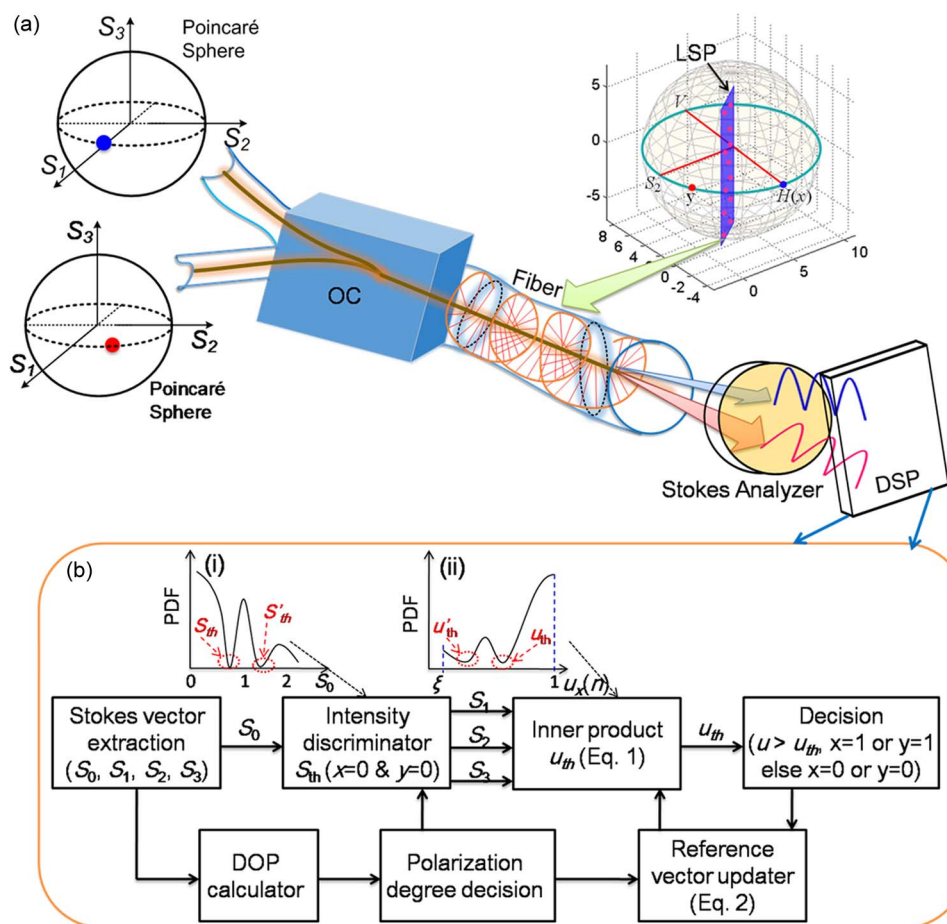 (a)
S3
Poincaré
Sphere
S2
S1
S3
S2
S1
Poincaré
Sphere
OC
Fiber
LSP
V
S2
y
H(x)
5
0
-5
8
6
4
2
0
-2
-4
0
5
10
Stokes Analyzer
DSP
(b)
(i)
PDF
Sth
S'th
0 1 2 S0
(ii)
PDF
u'th
uth
ξ 1 ux(n)
Stokes vector
extraction
(S0, S1, S2, S3)
S0
Intensity
discriminator
Sth (x=0 & y=0)
S1
S2
S3
Inner product
uth (Eq. 1)
uth
Decision
(u > uth, x=1 or y=1
else x=0 or y=0)
DOP
calculator
Polarization
degree decision
Reference
vector updater
(Eq. 2)